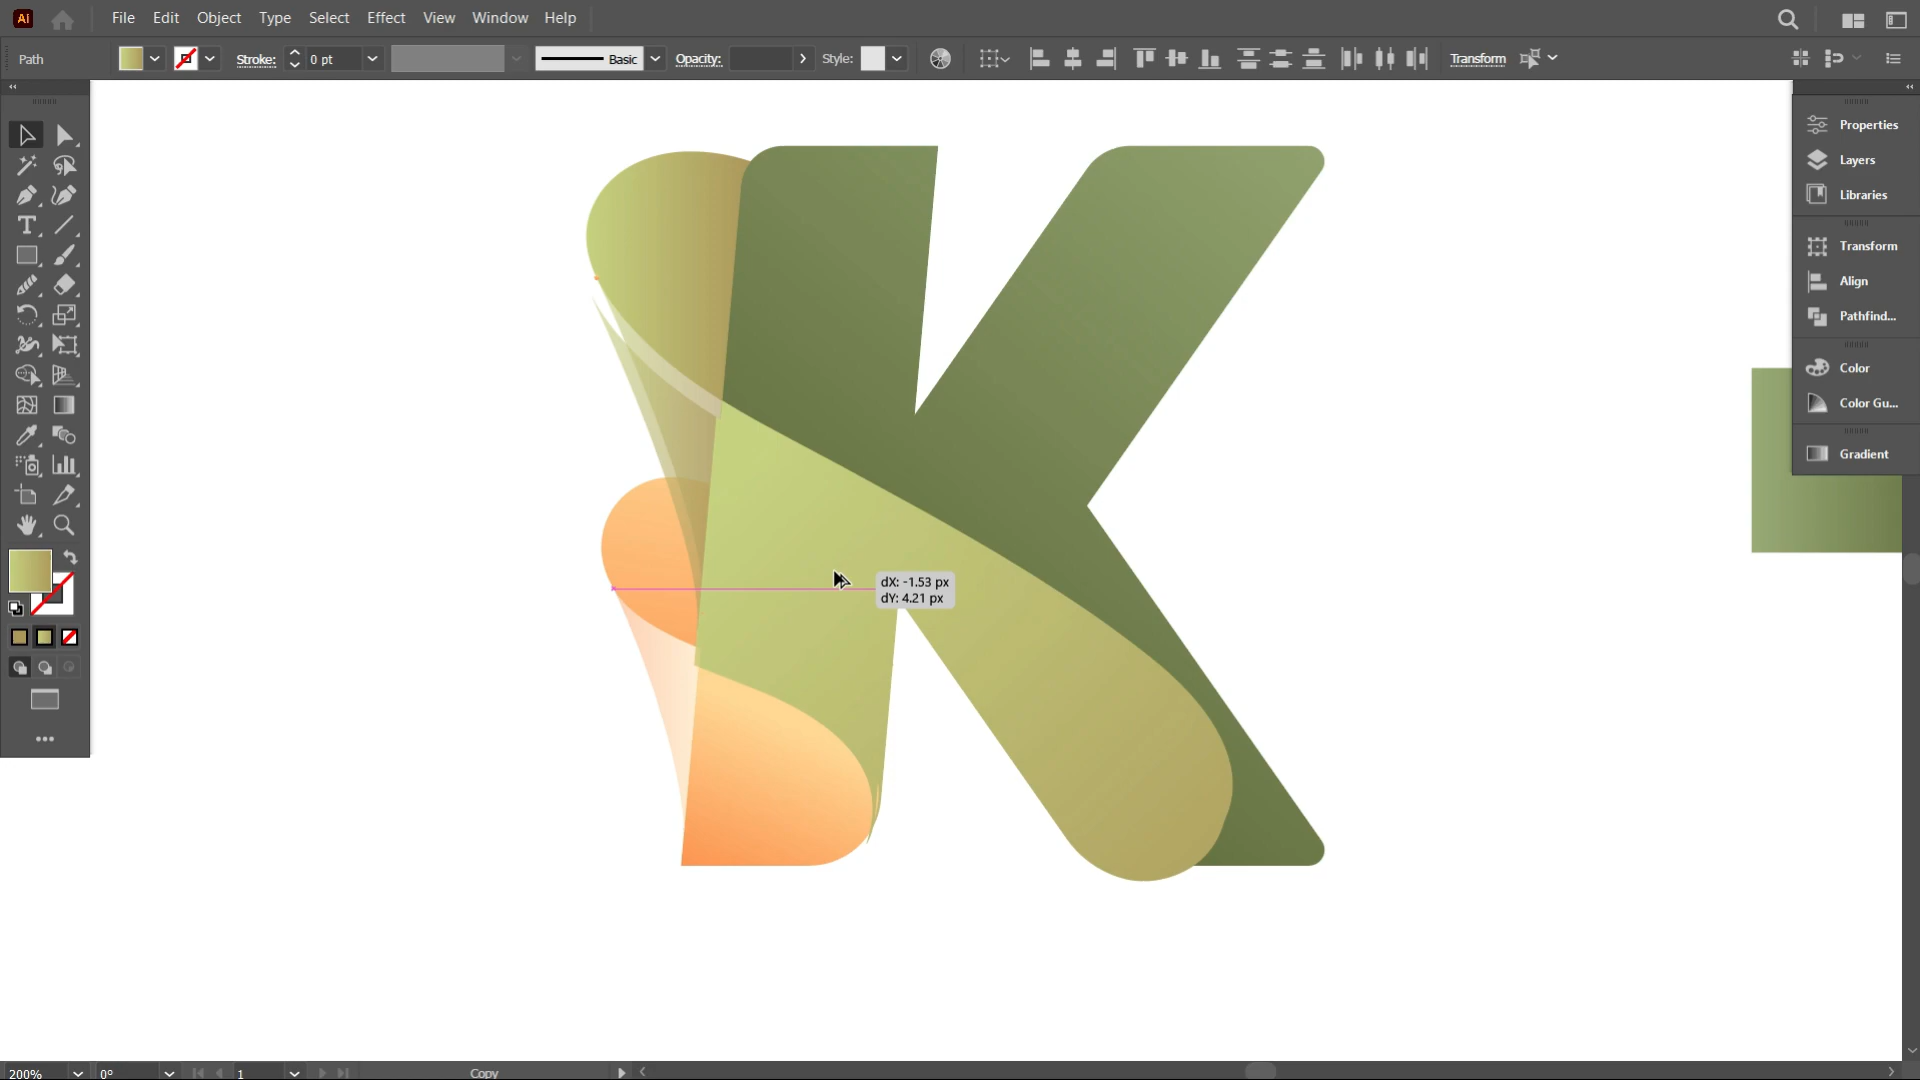 Ai
File Edit Object Type Select Effect View Window Help
Path
Stroke: 0 pt
Basic
Opacity:
Style:
Transform
Properties
Layers
Libraries
Transform
Align
Pathfind...
Color
Color Gu...
Gradient
K
dX: -1.53 px
dY: 4.21 px
200% 0° 1 Copy